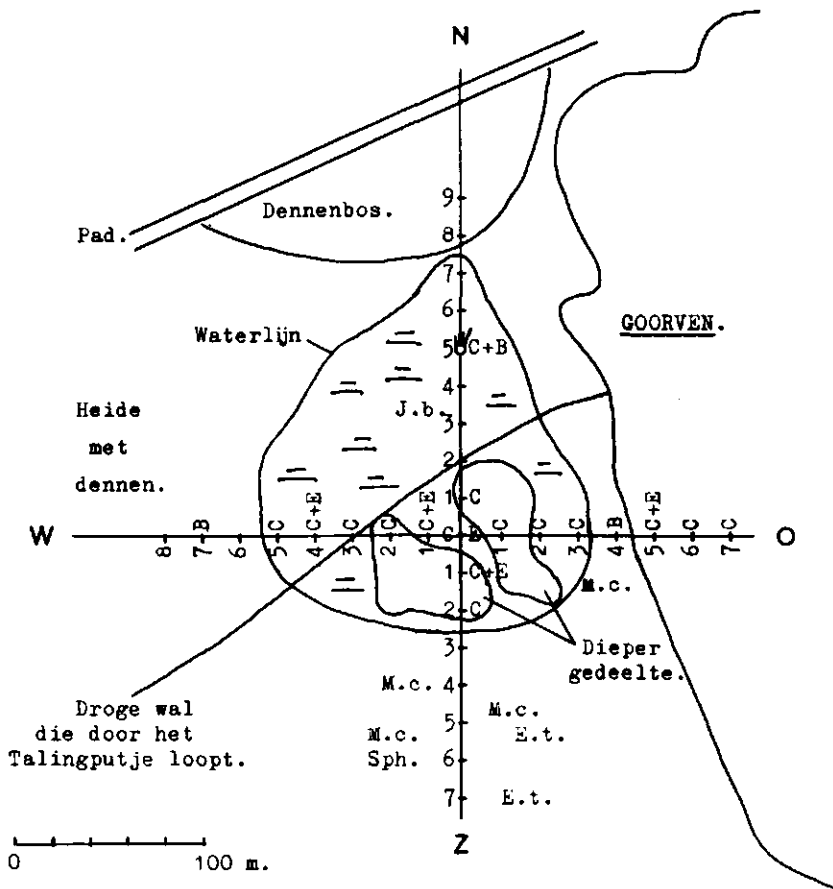 N
Dennenbos.
Pad.
9
8
7
6
5 C+B
4
3
2
1 C
Waterlijn
GOORVEN.
J.b.
Heide
met
dennen.
W
8
7 B
6
5 C
4 C+E
3 C
2 C
1 C+E
0
1 C
2 C
3 C
4 B
5 C+E
6 C
7 C
O
1 C+E
2 C
3
4
5
6
7
M.c.
Dieper
gedeelte.
M.c.
M.c.
M.c.
E.t.
Sph.
E.t.
Droge wal
die door het
Talingputje loopt.
Z
0 100 m.